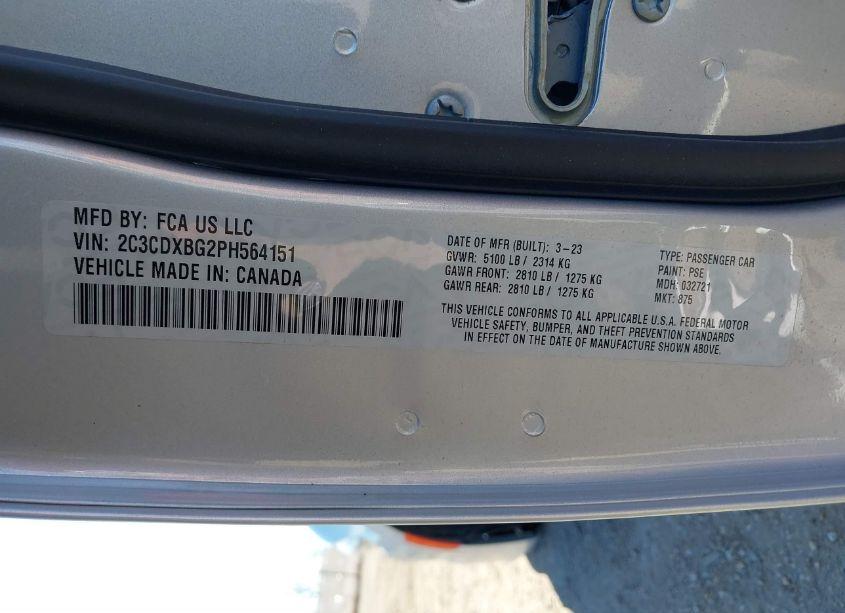 MFD BY: FCA US LLC
VIN: 2C3CDXBG2PH564151
VEHICLE MADE IN: CANADA
DATE OF MFR (BUILT): 3-23
GVWR: 5100 LB / 2314 KG
GAWR FRONT: 2810 LB / 1275 KG
GAWR REAR: 2810 LB / 1275 KG
TYPE: PASSENGER CAR
PAINT: PSE
MDH: 032721
MKT: 875
THIS VEHICLE CONFORMS TO ALL APPLICABLE U.S.A. FEDERAL MOTOR
VEHICLE SAFETY, BUMPER, AND THEFT PREVENTION STANDARDS
IN EFFECT ON THE DATE OF MANUFACTURE SHOWN ABOVE.